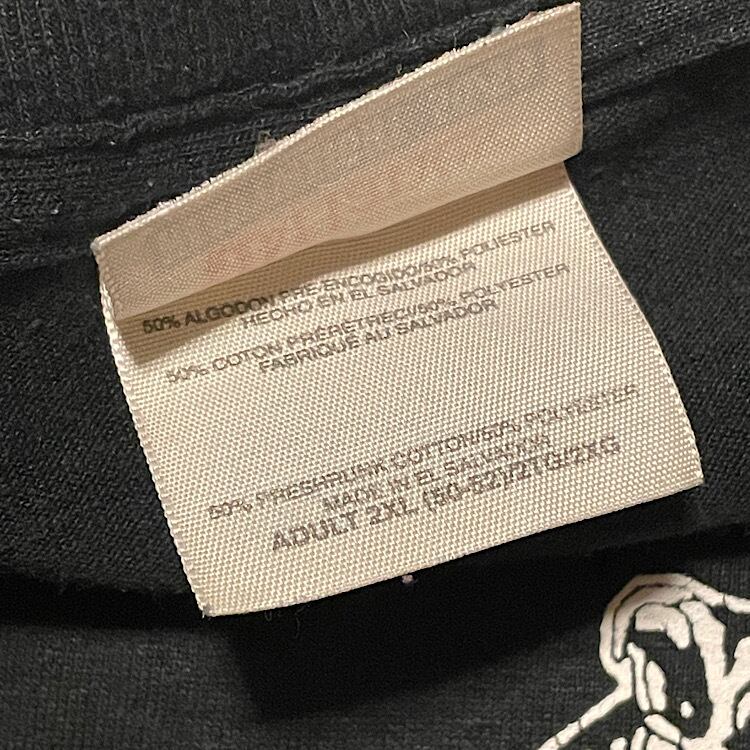 50% ALGODON PRE-ENCOGIDO/50% POLIESTER
HECHO EN EL SALVADOR
50% COTON PRÉRETRECI/50% POLYESTER
FABRIQUÉ AU SALVADOR
50% PRESHRUNK COTTON/50% POLYESTER
MADE IN EL SALVADOR
ADULT 2XL (50-52)/2TG/2XG